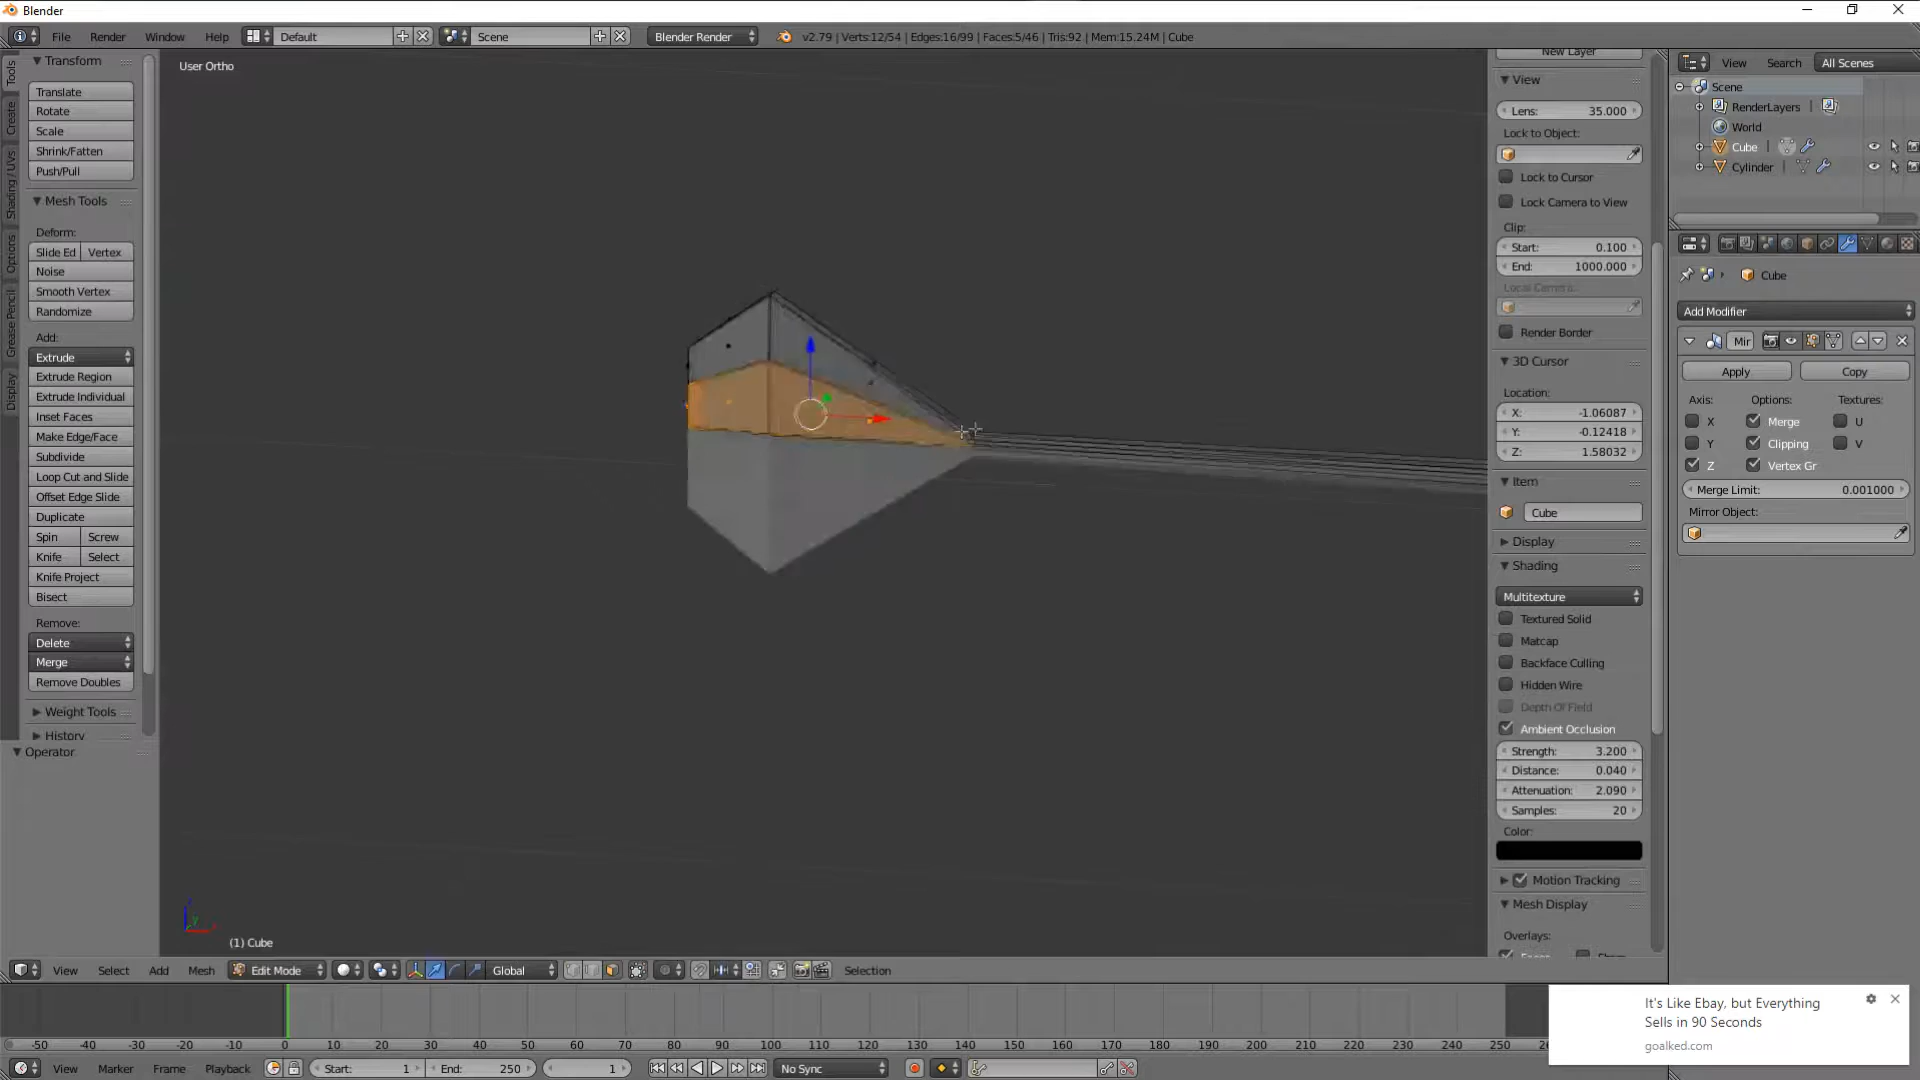 Blender
File Render Window Help Default Scene Blender Render v2.79 | Verts:12/54 | Edges:16/99 | Faces:5/46 | Tris:92 | Mem:15.24M | Cube
User Ortho
Tools
Create
Shading / UVs
Options
Grease Pencil
Display
Transform
Translate
Rotate
Scale
Shrink/Fatten
Push/Pull
Mesh Tools
Deform:
Slide Ed Vertex
Noise
Smooth Vertex
Randomize
Add:
Extrude
Extrude Region
Extrude Individual
Inset Faces
Make Edge/Face
Subdivide
Loop Cut and Slide
Offset Edge Slide
Duplicate
Spin Screw
Knife Select
Knife Project
Bisect
Remove:
Delete
Merge
Remove Doubles
Weight Tools
History
Operator
(1) Cube
New Layer
View
Lens: 35.000
Lock to Object:
Lock to Cursor
Lock Camera to View
Clip:
Start: 0.100
End: 1000.000
Local Camera:
Render Border
3D Cursor
Location:
X: -1.06087
Y: -0.12418
Z: 1.58032
Item
Cube
Display
Shading
Multitexture
Textured Solid
Matcap
Backface Culling
Hidden Wire
Depth Of Field
Ambient Occlusion
Strength: 3.200
Distance: 0.040
Attenuation: 2.090
Samples: 20
Color:
Motion Tracking
Mesh Display
Overlays:
View Search All Scenes
Scene
RenderLayers |
World
Cube |
Cylinder |
Cube
Add Modifier
Mir
Apply Copy
Axis: Options: Textures:
X Merge U
Y Clipping V
Z Vertex Gr
Merge Limit: 0.001000
Mirror Object:
View Select Add Mesh Edit Mode Global Selection
-50 -40 -30 -20 -10 0 10 20 30 40 50 60 70 80 90 100 110 120 130 140 150 160 170 180 190 200 210 220 230 240 250
View Marker Frame Playback Start: 1 End: 250 1 No Sync
It's Like Ebay, but Everything
Sells in 90 Seconds
goalked.com